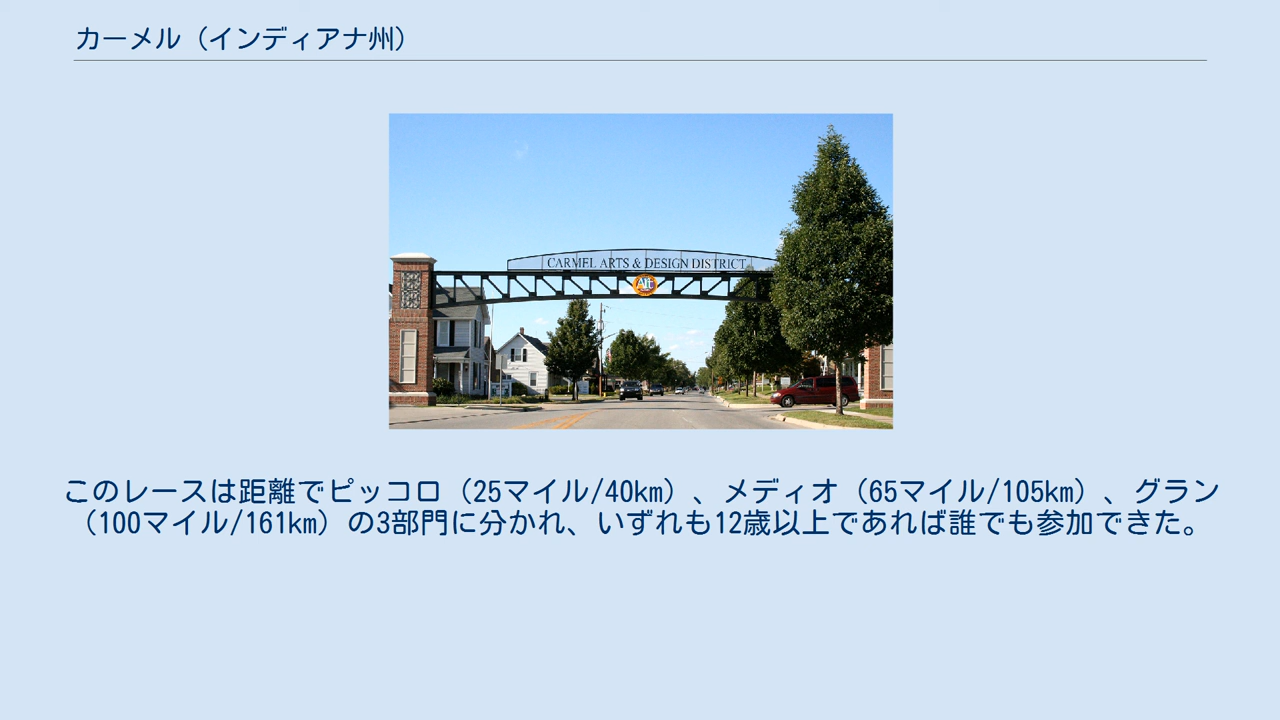 カーメル（インディアナ州）
CARMEL ARTS & DESIGN DISTRICT
Art
このレースは距離でピッコロ（25マイル/40km）、メディオ（65マイル/105km）、グラン
（100マイル/161km）の3部門に分かれ、いずれも12歳以上であれば誰でも参加できた。